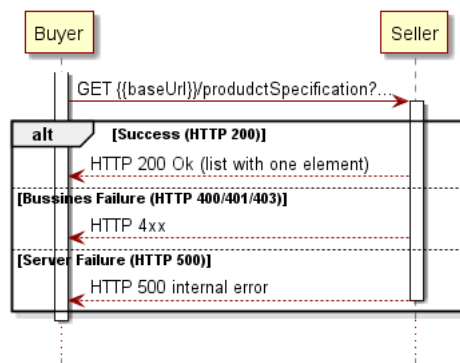 Buyer
Seller
GET {{baseUrl}}/produdctSpecification?...
alt
[Success (HTTP 200)]
HTTP 200 Ok (list with one element)
[Bussines Failure (HTTP 400/401/403)]
HTTP 4xx
[Server Failure (HTTP 500)]
HTTP 500 internal error